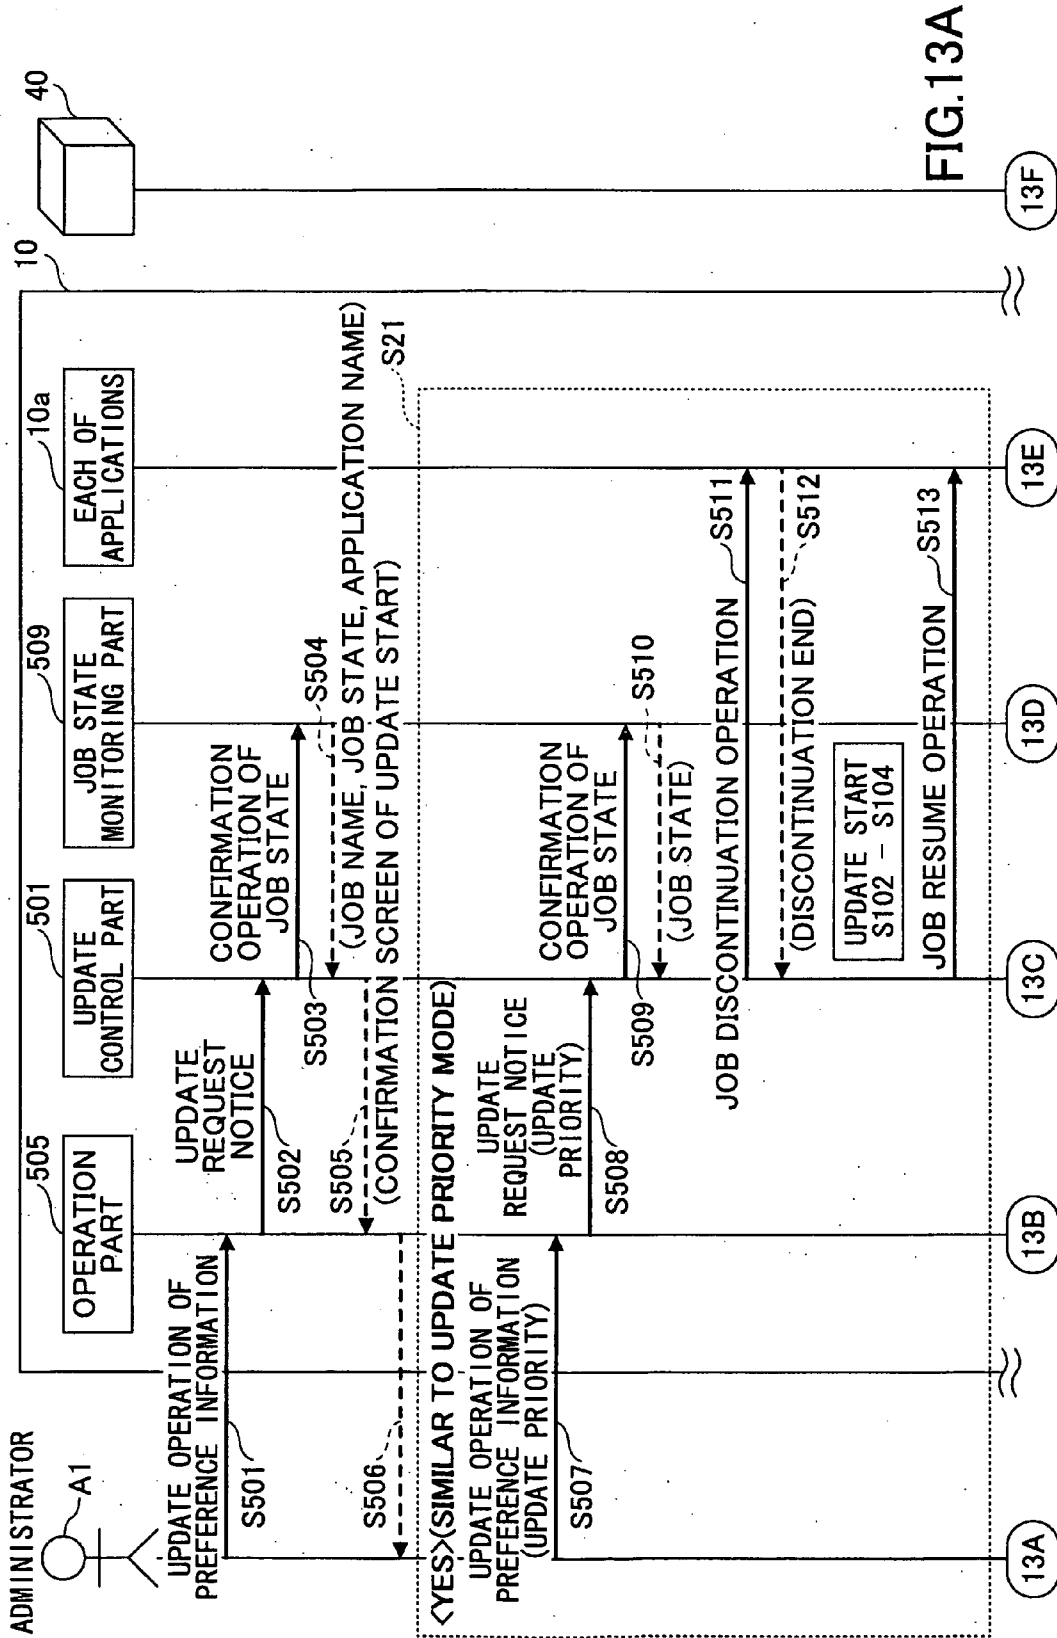 ADMINISTRATOR
A1
10
40
505
OPERATION
PART
501
UPDATE
CONTROL PART
509
JOB STATE
MONITORING PART
10a
EACH OF
APPLICATIONS
UPDATE OPERATION OF
PREFERENCE INFORMATION
S501
UPDATE
REQUEST
NOTICE
S502
CONFIRMATION
OPERATION OF
JOB STATE
S503
S504
(JOB NAME, JOB STATE, APPLICATION NAME)
S505
(CONFIRMATION SCREEN OF UPDATE START)
S506
S21
<YES>(SIMILAR TO UPDATE PRIORITY MODE)
UPDATE OPERATION OF
PREFERENCE INFORMATION
(UPDATE PRIORITY)
S507
UPDATE
REQUEST NOTICE
(UPDATE
PRIORITY)
S508
CONFIRMATION
OPERATION OF
JOB STATE
S509
S510
(JOB STATE)
JOB DISCONTINUATION OPERATION
S511
S512
(DISCONTINUATION END)
UPDATE START
S102 - S104
JOB RESUME OPERATION
S513
13A
13B
13C
13D
13E
13F
FIG.13A